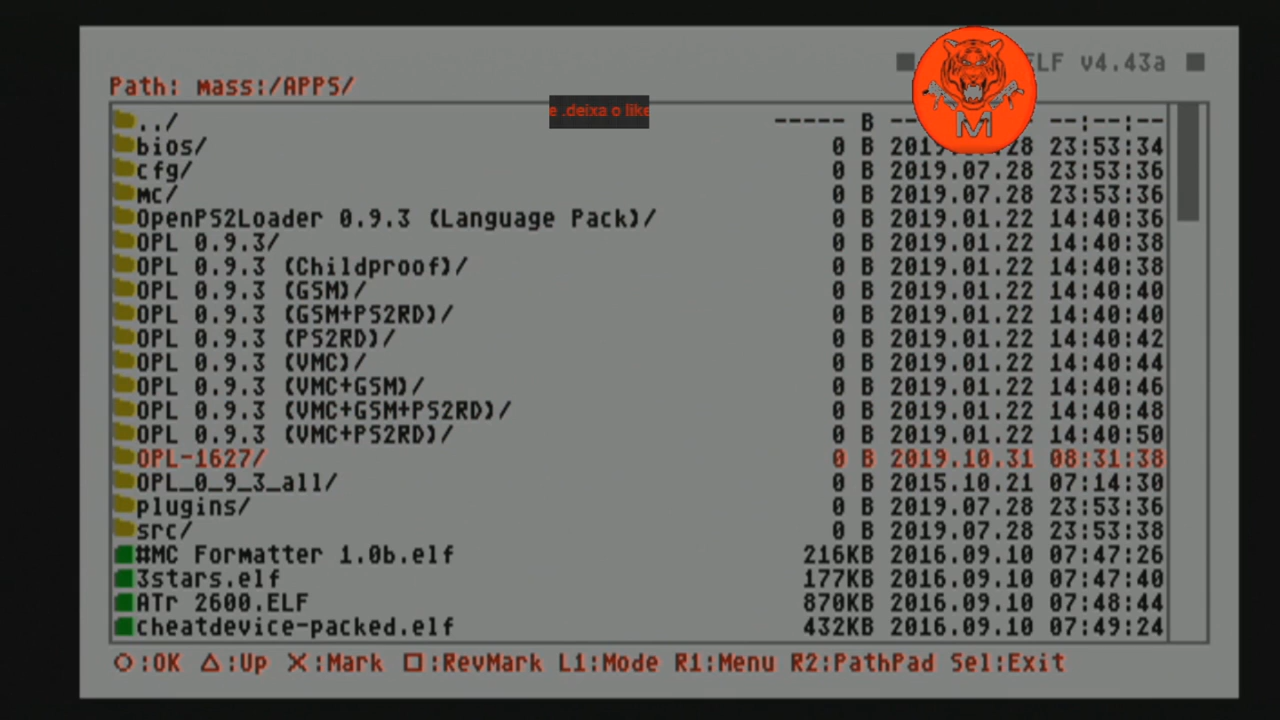 ELF v4.43a
Path: mass:/APPS/
e .deixa o like
M
../ ----- B --:--:--
bios/ 0 B 2019. 28 23:53:34
cfg/ 0 B 2019.07.28 23:53:36
mc/ 0 B 2019.07.28 23:53:36
OpenPS2Loader 0.9.3 (Language Pack)/ 0 B 2019.01.22 14:40:36
OPL 0.9.3/ 0 B 2019.01.22 14:40:38
OPL 0.9.3 (Childproof)/ 0 B 2019.01.22 14:40:38
OPL 0.9.3 (GSM)/ 0 B 2019.01.22 14:40:40
OPL 0.9.3 (GSM+PS2RD)/ 0 B 2019.01.22 14:40:40
OPL 0.9.3 (PS2RD)/ 0 B 2019.01.22 14:40:42
OPL 0.9.3 (VMC)/ 0 B 2019.01.22 14:40:44
OPL 0.9.3 (VMC+GSM)/ 0 B 2019.01.22 14:40:46
OPL 0.9.3 (VMC+GSM+PS2RD)/ 0 B 2019.01.22 14:40:48
OPL 0.9.3 (VMC+PS2RD)/ 0 B 2019.01.22 14:40:50
OPL-1627/ 0 B 2019.10.31 08:31:38
OPL_0_9_3_all/ 0 B 2015.10.21 07:14:30
plugins/ 0 B 2019.07.28 23:53:36
src/ 0 B 2019.07.28 23:53:38
#MC Formatter 1.0b.elf 216KB 2016.09.10 07:47:26
3stars.elf 177KB 2016.09.10 07:47:40
ATr 2600.ELF 870KB 2016.09.10 07:48:44
cheatdevice-packed.elf 432KB 2016.09.10 07:49:24
○:OK △:Up ✕:Mark □:RevMark L1:Mode R1:Menu R2:PathPad Sel:Exit